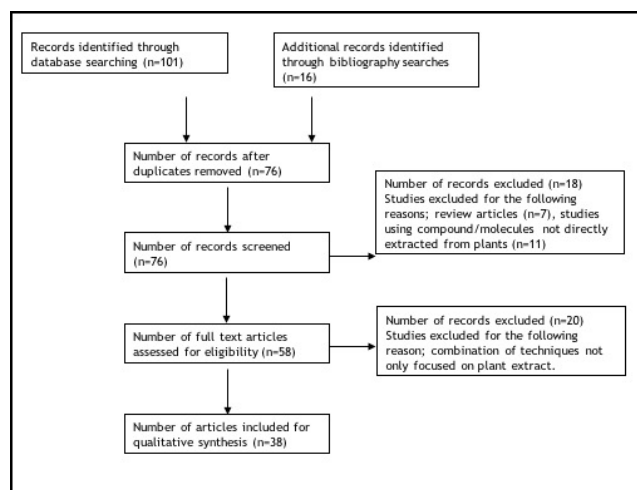 Records identified through
database searching (n=101)
Additional records identified
through bibliography searches
(n=16)
Number of records after
duplicates removed (n=76)
Number of records excluded (n=18)
Studies excluded for the following
reasons; review articles (n=7), studies
using compound/molecules not directly
extracted from plants (n=11)
Number of records screened
(n=76)
Number of records excluded (n=20)
Studies excluded for the following
reason; combination of techniques not
only focused on plant extract.
Number of full text articles
assessed for eligibility (n=58)
Number of articles included for
qualitative synthesis (n=38)